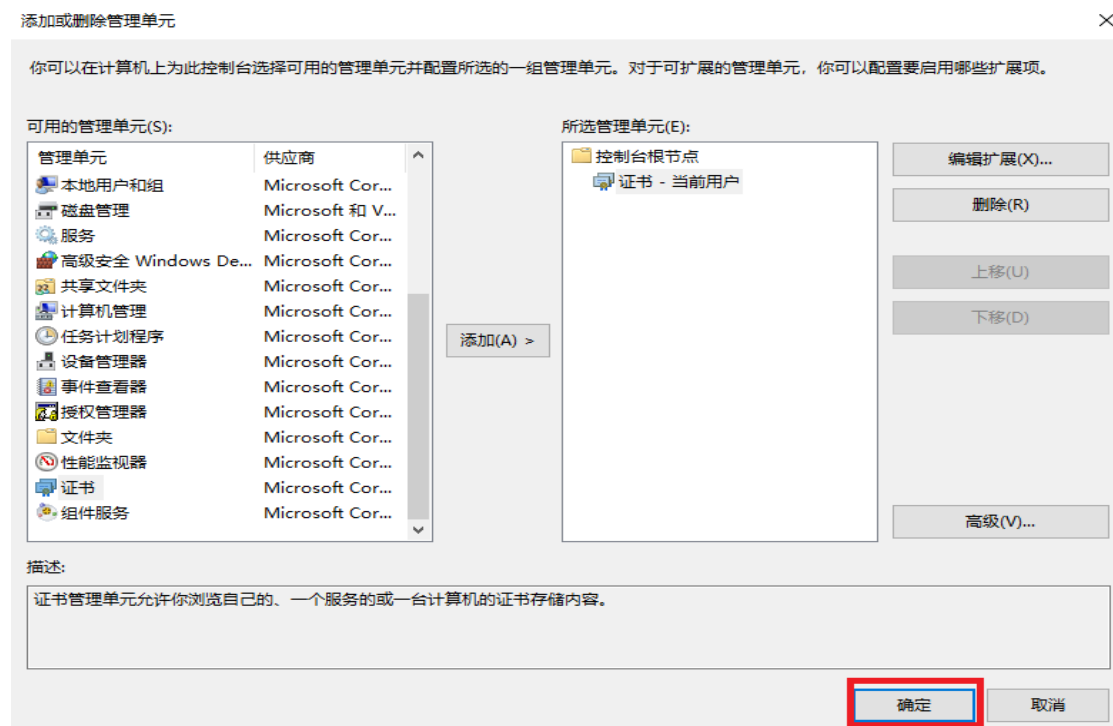 添加或删除管理单元
你可以在计算机上为此控制台选择可用的管理单元并配置所选的一组管理单元。对于可扩展的管理单元，你可以配置要启用哪些扩展项。
可用的管理单元(S):
管理单元 供应商
本地用户和组 Microsoft Cor...
磁盘管理 Microsoft 和 V...
服务 Microsoft Cor...
高级安全 Windows De... Microsoft Cor...
共享文件夹 Microsoft Cor...
计算机管理 Microsoft Cor...
任务计划程序 Microsoft Cor...
设备管理器 Microsoft Cor...
事件查看器 Microsoft Cor...
授权管理器 Microsoft Cor...
文件夹 Microsoft Cor...
性能监视器 Microsoft Cor...
证书 Microsoft Cor...
组件服务 Microsoft Cor...
添加(A) >
所选管理单元(E):
控制台根节点
证书 - 当前用户
编辑扩展(X)...
删除(R)
上移(U)
下移(D)
高级(V)...
描述:
证书管理单元允许你浏览自己的、一个服务的或一台计算机的证书存储内容。
确定
取消